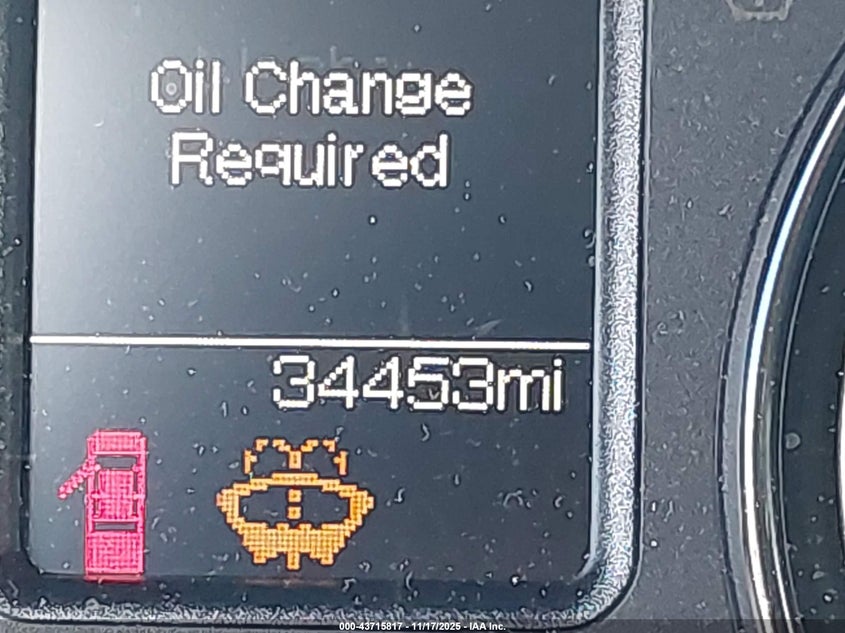 Oil Change
Required
34453mi
000-43715817 - 11/17/2025 - IAA Inc.